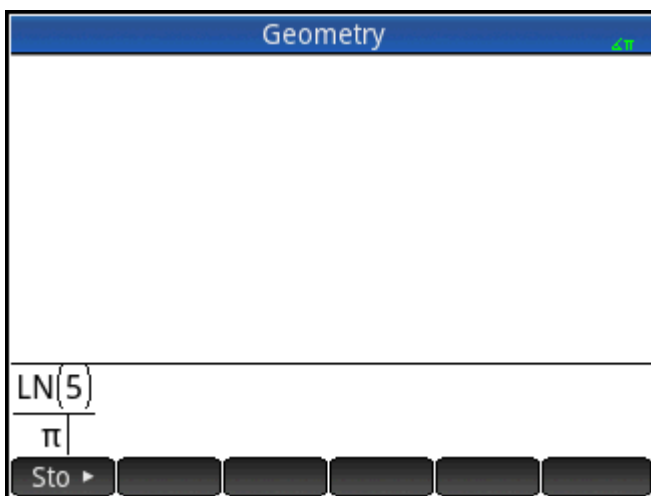 Geometry
∡π
LN(5)
π
Sto ►